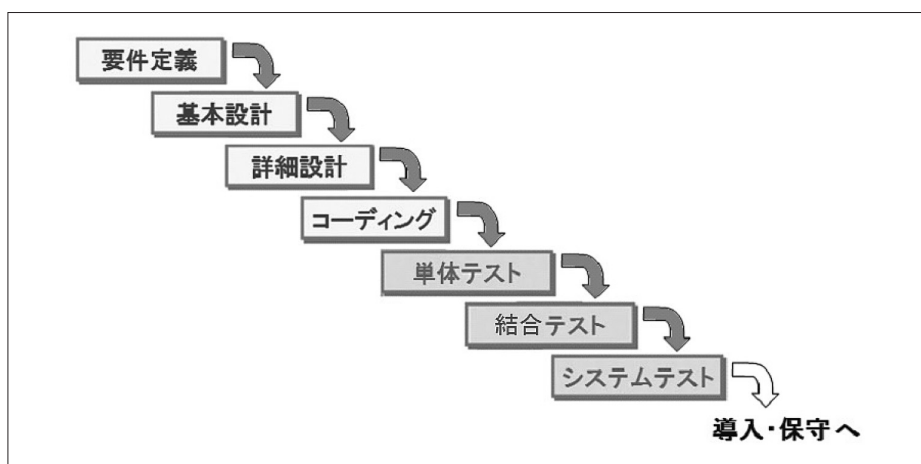 要件定義
基本設計
詳細設計
コーディング
単体テスト
結合テスト
システムテスト
導入・保守へ